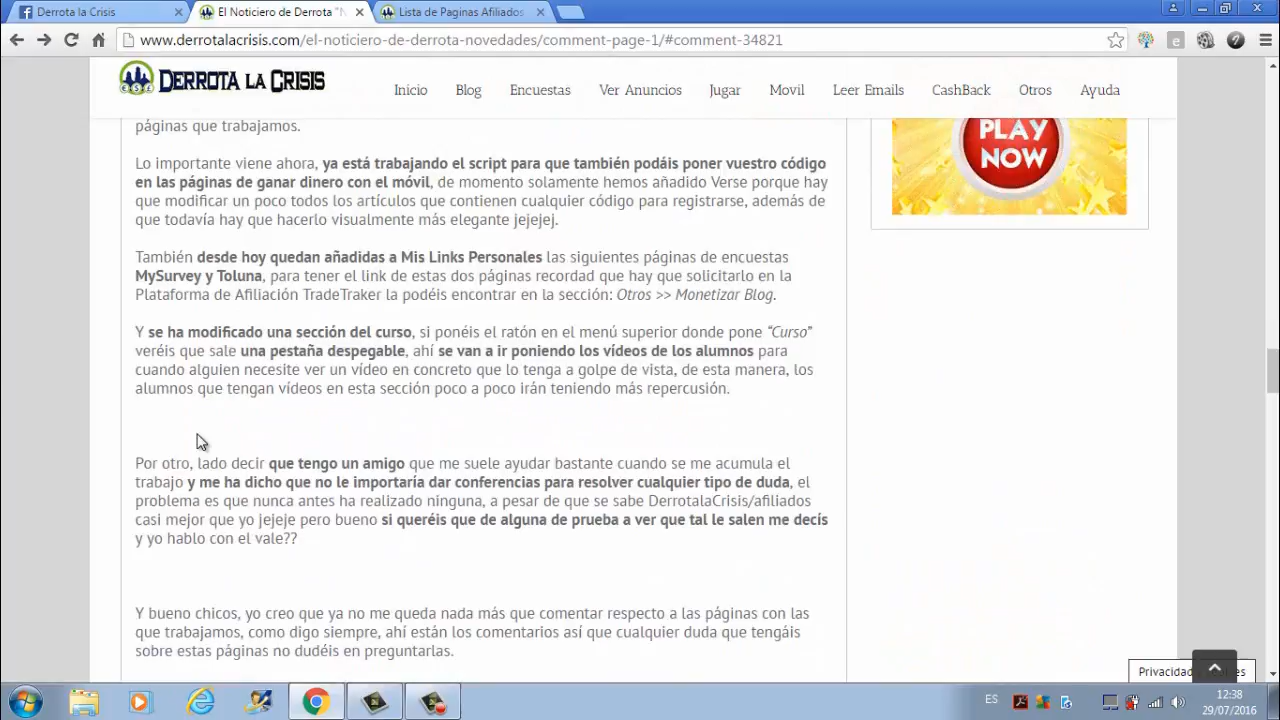 Derrota la Crisis
El Noticiero de Derrota "N
Lista de Paginas Afiliados
www.derrotalacrisis.com/el-noticiero-de-derrota-novedades/comment-page-1/#comment-34821
DERROTA LA CRISIS
Inicio Blog Encuestas Ver Anuncios Jugar Movil Leer Emails CashBack Otros Ayuda
páginas que trabajamos.
Lo importante viene ahora, ya está trabajando el script para que también podáis poner vuestro código
en las páginas de ganar dinero con el móvil, de momento solamente hemos añadido Verse porque hay
que modificar un poco todos los artículos que contienen cualquier código para registrarse, además de
que todavía hay que hacerlo visualmente más elegante jejejej.
También desde hoy quedan añadidas a Mis Links Personales las siguientes páginas de encuestas
MySurvey y Toluna, para tener el link de estas dos páginas recordad que hay que solicitarlo en la
Plataforma de Afiliación TradeTraker la podéis encontrar en la sección: Otros >> Monetizar Blog.
Y se ha modificado una sección del curso, si ponéis el ratón en el menú superior donde pone “Curso”
veréis que sale una pestaña despegable, ahí se van a ir poniendo los vídeos de los alumnos para
cuando alguien necesite ver un vídeo en concreto que lo tenga a golpe de vista, de esta manera, los
alumnos que tengan vídeos en esta sección poco a poco irán teniendo más repercusión.
Por otro, lado decir que tengo un amigo que me suele ayudar bastante cuando se me acumula el
trabajo y me ha dicho que no le importaría dar conferencias para resolver cualquier tipo de duda, el
problema es que nunca antes ha realizado ninguna, a pesar de que se sabe DerrotalaCrisis/afiliados
casi mejor que yo jejeje pero bueno si queréis que de alguna de prueba a ver que tal le salen me decís
y yo hablo con el vale??
Y bueno chicos, yo creo que ya no me queda nada más que comentar respecto a las páginas con las
que trabajamos, como digo siempre, ahí están los comentarios así que cualquier duda que tengáis
sobre estas páginas no dudéis en preguntarlas.
PLAY
NOW
ES
12:38
29/07/2016